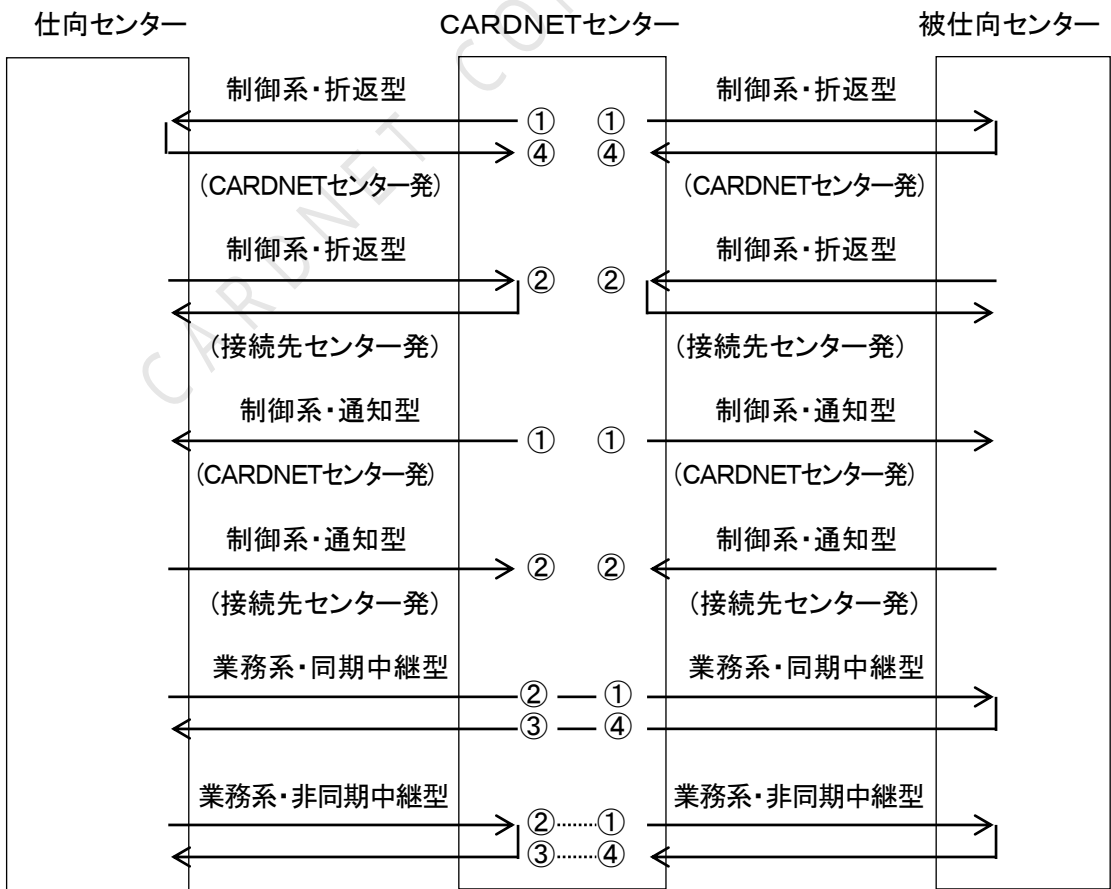 仕向センター CARDNETセンター 被仕向センター
制御系・折返型 制御系・折返型
① ①
④ ④
(CARDNETセンター発) (CARDNETセンター発)
制御系・折返型 制御系・折返型
② ②
(接続先センター発) (接続先センター発)
制御系・通知型 制御系・通知型
① ①
(CARDNETセンター発) (CARDNETセンター発)
制御系・通知型 制御系・通知型
② ②
(接続先センター発) (接続先センター発)
業務系・同期中継型 業務系・同期中継型
② ①
③ ④
業務系・非同期中継型 業務系・非同期中継型
② ①
③ ④
CARDNET CO